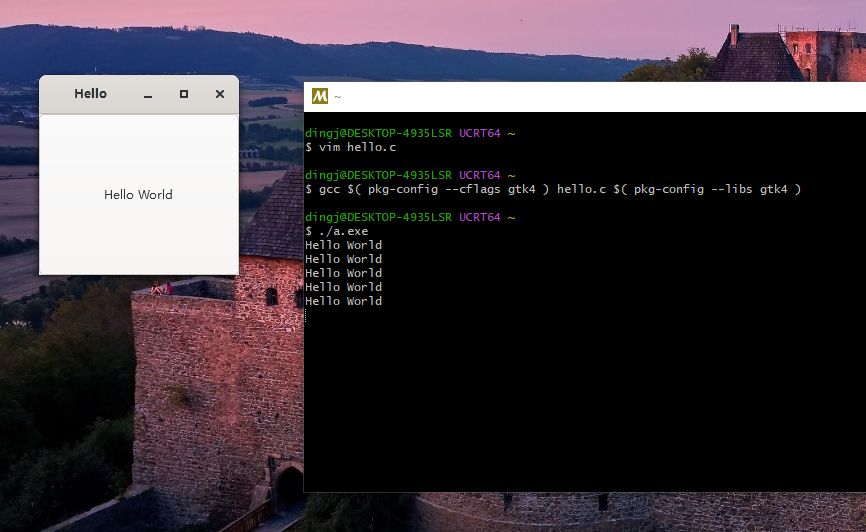 Hello
Hello World
M ~
dingj@DESKTOP-4935LSR UCRT64 ~
$ vim hello.c
dingj@DESKTOP-4935LSR UCRT64 ~
$ gcc $( pkg-config --cflags gtk4 ) hello.c $( pkg-config --libs gtk4 )
dingj@DESKTOP-4935LSR UCRT64 ~
$ ./a.exe
Hello World
Hello World
Hello World
Hello World
Hello World